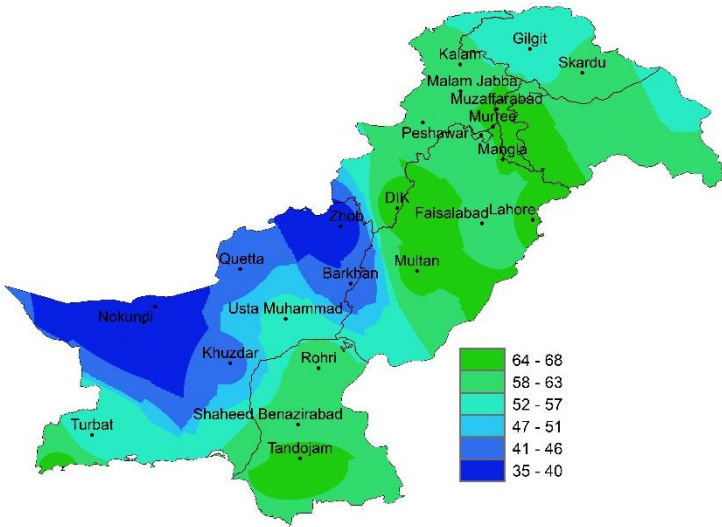 Gilgit
Kalam
Skardu
Malam Jabba
Muzaffarabad
Murree
Peshawar
Mangla
DIK
Faisalabad
Lahore
Zhob
Multan
Quetta
Barkhan
Nokundi
Usta Muhammad
Khuzdar
Rohri
Shaheed Benazirabad
Turbat
Tandojam
64 - 68
58 - 63
52 - 57
47 - 51
41 - 46
35 - 40